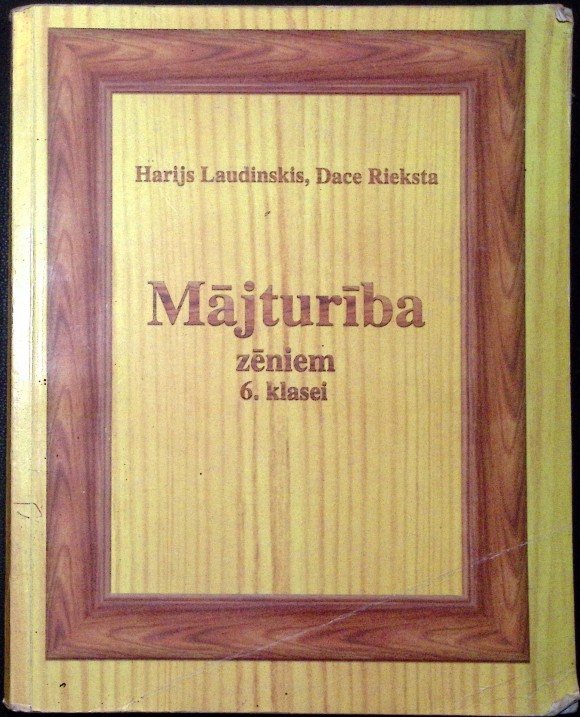 Harijs Laudinskis, Dace Rieksta
Mājturība
zēniem
6. klasei